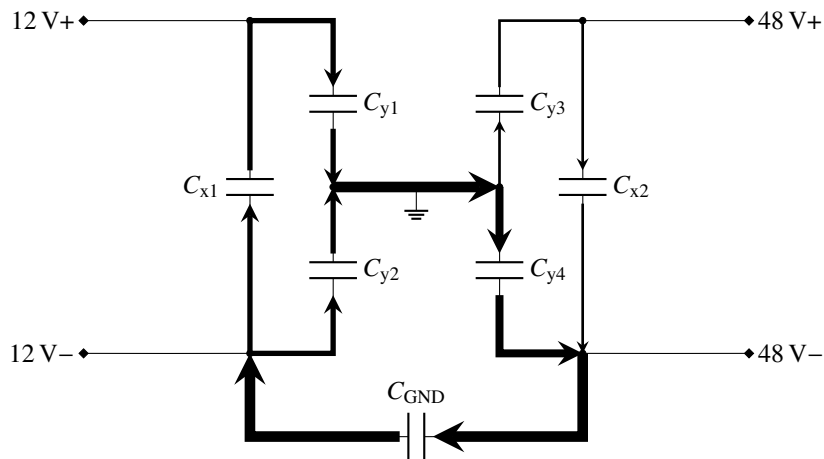 12 V+
48 V+
Cy1
Cy3
Cx1
Cx2
Cy2
Cy4
12 V−
48 V−
CGND